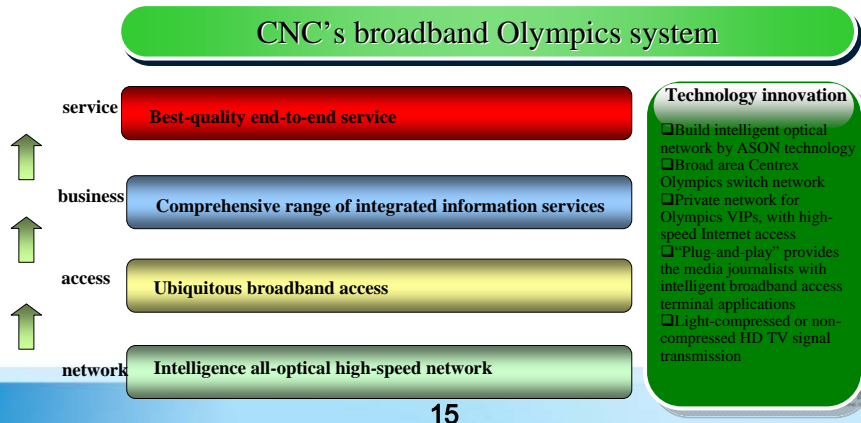 CNC's broadband Olympics system
service
Best-quality end-to-end service
business
Comprehensive range of integrated information services
access
Ubiquitous broadband access
network
Intelligence all-optical high-speed network
Technology innovation
❑Build intelligent optical
network by ASON technology
❑Broad area Centrex
Olympics switch network
❑Private network for
Olympics VIPs, with high-
speed Internet access
❑“Plug-and-play” provides
the media journalists with
intelligent broadband access
terminal applications
❑Light-compressed or non-
compressed HD TV signal
transmission
15